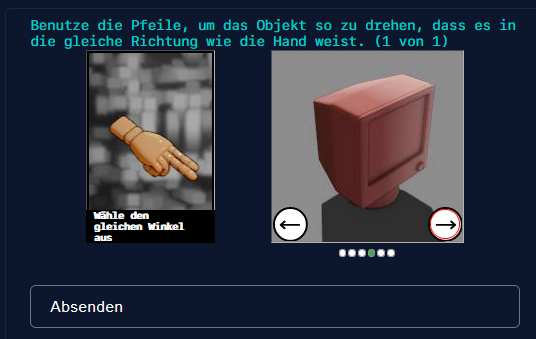 Benutze die Pfeile, um das Objekt so zu drehen, dass es in
die gleiche Richtung wie die Hand weist. (1 von 1)
Wähle den
gleichen Winkel
aus
Absenden